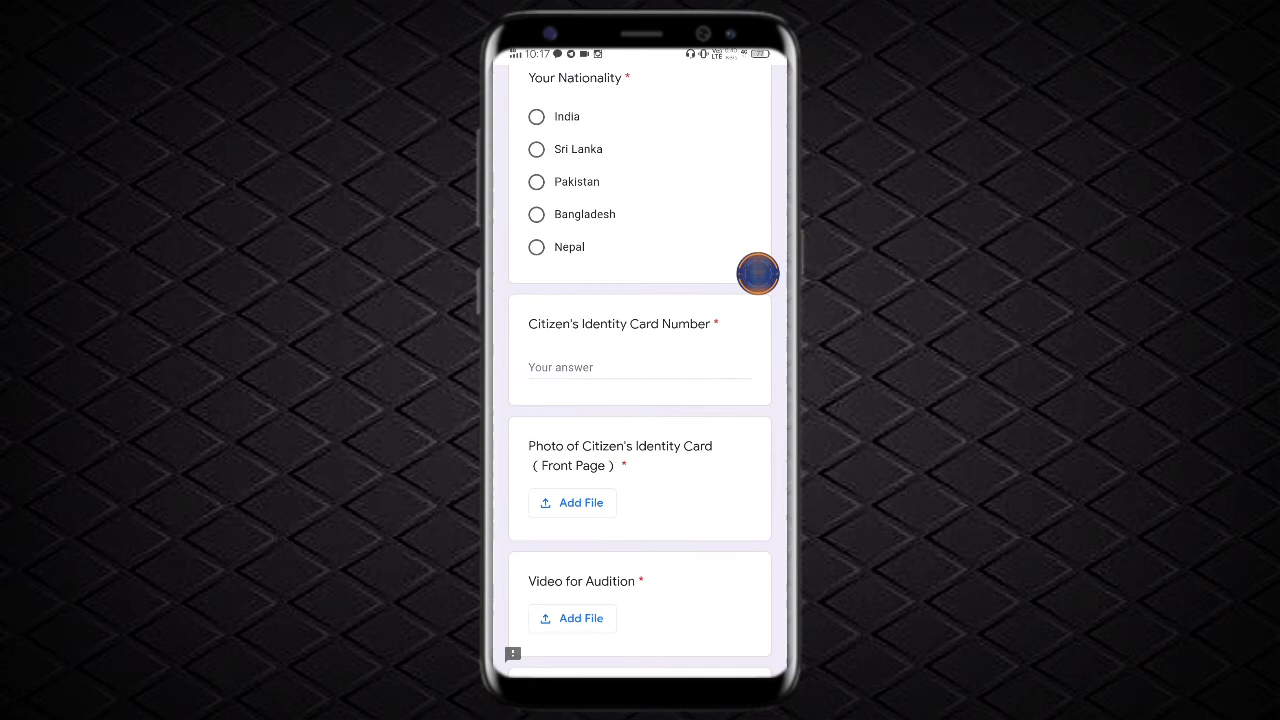 10:17
LTE
Your Nationality *
India
Sri Lanka
Pakistan
Bangladesh
Nepal
Citizen's Identity Card Number *
Your answer
Photo of Citizen's Identity Card
( Front Page ) *
Add File
Video for Audition *
Add File